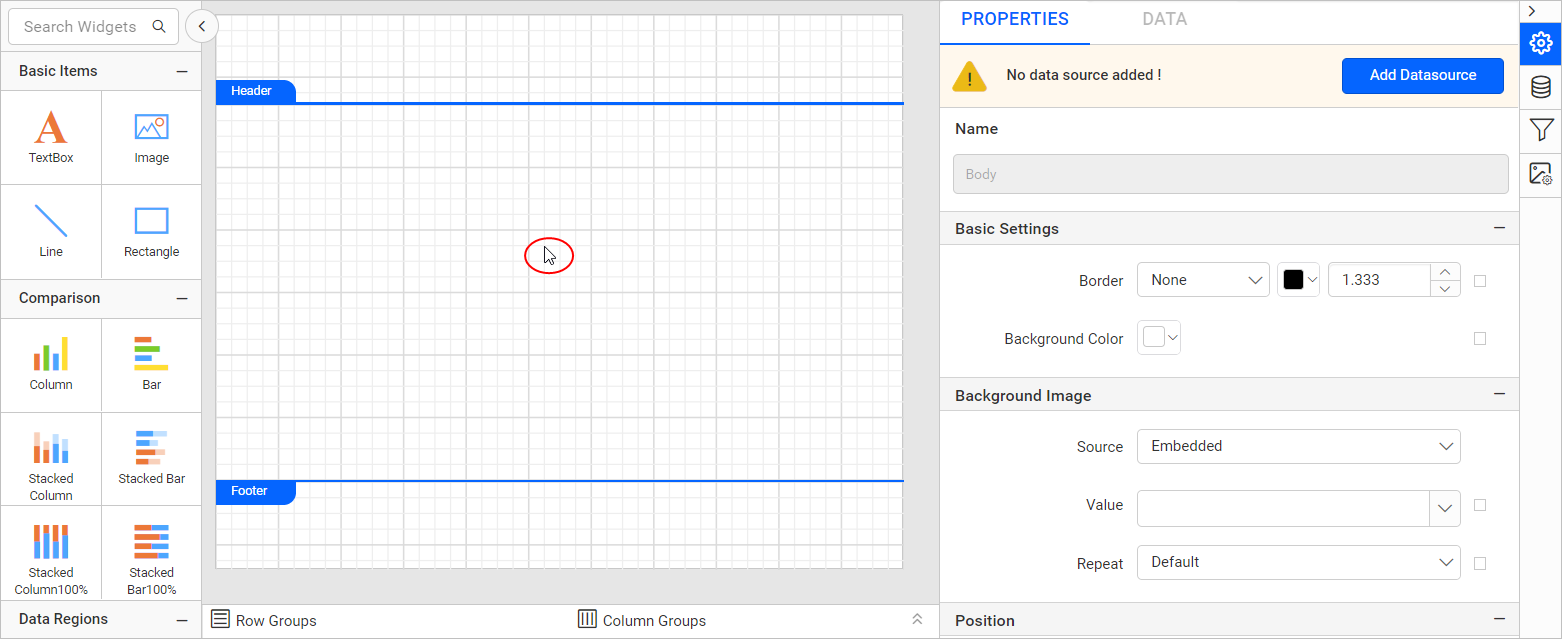 Search Widgets
Basic Items
TextBox
Image
Line
Rectangle
Comparison
Column
Bar
Stacked
Column
Stacked Bar
Stacked
Column100%
Stacked
Bar100%
Data Regions
Header
Footer
Row Groups
Column Groups
PROPERTIES
DATA
No data source added !
Add Datasource
Name
Body
Basic Settings
Border
None
1.333
Background Color
Background Image
Source
Embedded
Value
Repeat
Default
Position